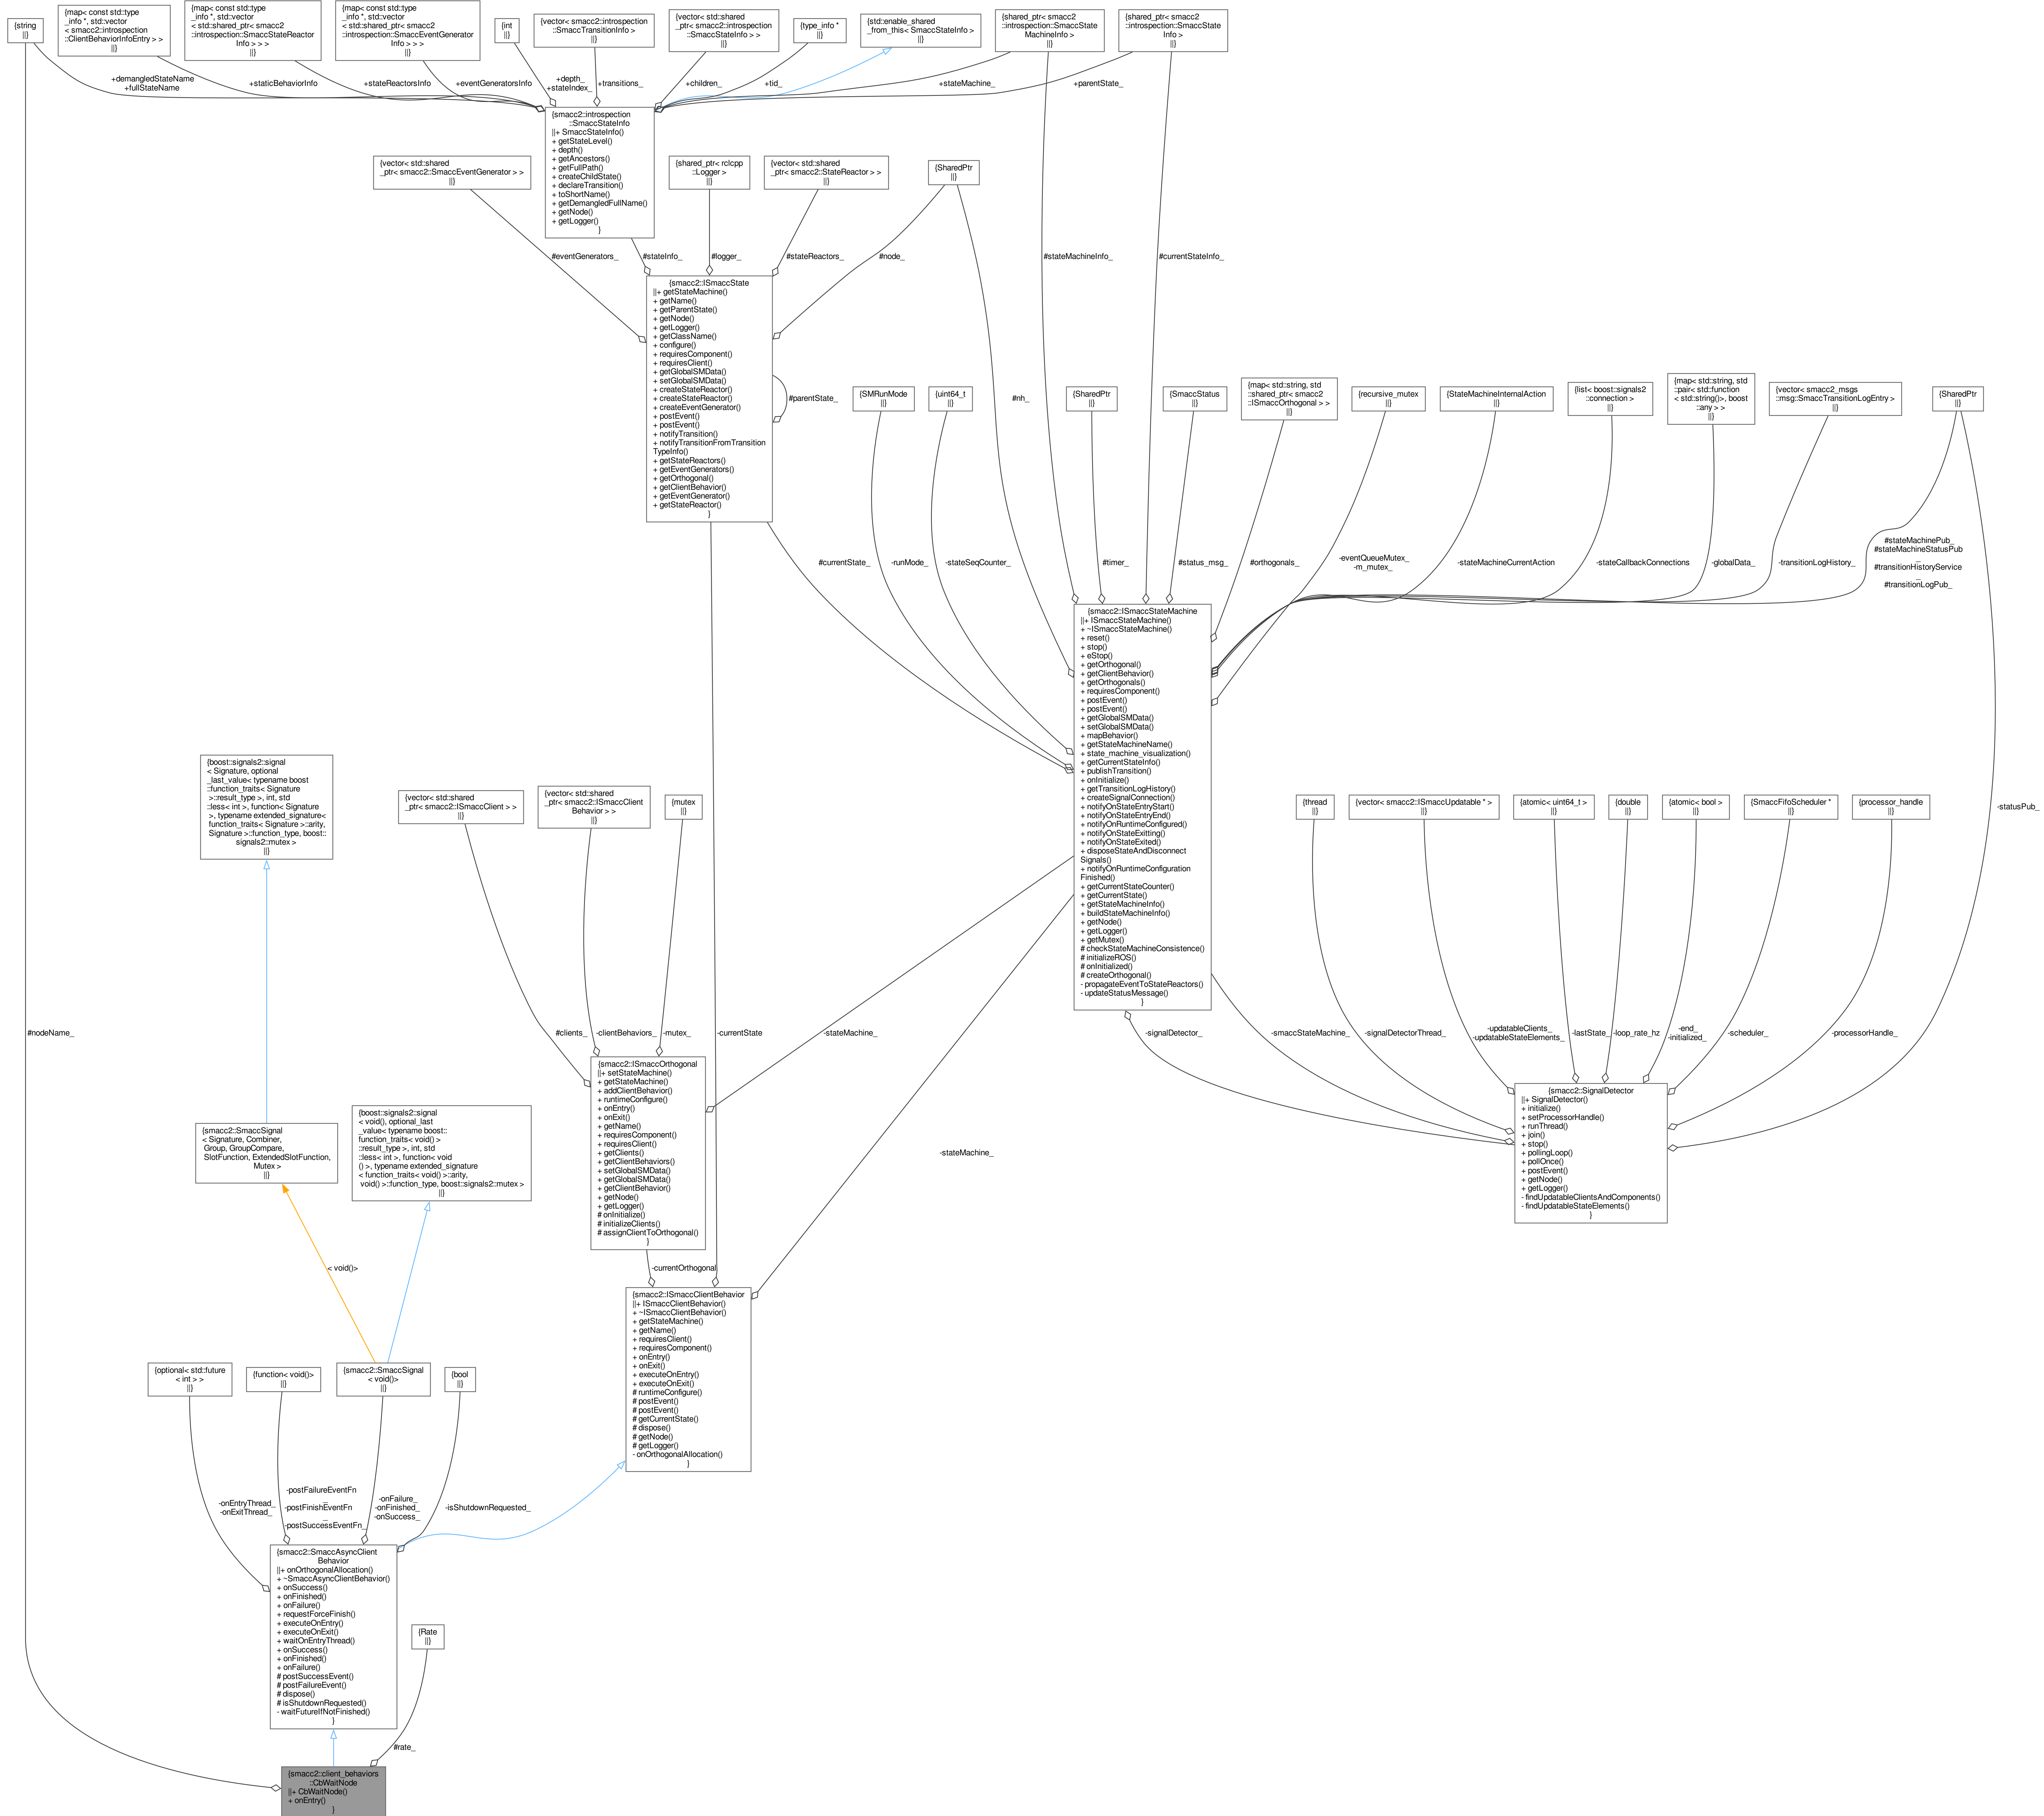 {string
||}
{map< const std::type
_info *, std::vector
< smacc2::introspection
::ClientBehaviorInfoEntry > >
||}
{map< const std::type
_info *, std::vector
< std::shared_ptr< smacc2
::introspection::SmaccStateReactor
Info > > >
||}
{map< const std::type
_info *, std::vector
< std::shared_ptr< smacc2
::introspection::SmaccEventGenerator
Info > > >
||}
{int
||}
{vector< smacc2::introspection
::SmaccTransitionInfo >
||}
{vector< std::shared
_ptr< smacc2::introspection
::SmaccStateInfo > >
||}
{type_info *
||}
{std::enable_shared
_from_this< SmaccStateInfo >
||}
{shared_ptr< smacc2
::introspection::SmaccState
MachineInfo >
||}
{shared_ptr< smacc2
::introspection::SmaccState
Info >
||}
+demangledStateName
+fullStateName
+staticBehaviorInfo
+stateReactorsInfo
+eventGeneratorsInfo
+depth_
+stateIndex_
+transitions_
+children_
+tid_
+stateMachine_
+parentState_
{smacc2::introspection
::SmaccStateInfo
||+ SmaccStateInfo()
+ getStateLevel()
+ depth()
+ getAncestors()
+ getFullPath()
+ createChildState()
+ declareTransition()
+ toShortName()
+ getDemangledFullName()
+ getNode()
+ getLogger()
}
{vector< std::shared
_ptr< smacc2::SmaccEventGenerator > >
||}
{shared_ptr< rclcpp
::Logger >
||}
{vector< std::shared
_ptr< smacc2::StateReactor > >
||}
{SharedPtr
||}
#eventGenerators_
#stateInfo_
#logger_
#stateReactors_
#node_
#stateMachineInfo_
#currentStateInfo_
{smacc2::ISmaccState
||+ getStateMachine()
+ getName()
+ getParentState()
+ getNode()
+ getLogger()
+ getClassName()
+ configure()
+ requiresComponent()
+ requiresClient()
+ getGlobalSMData()
+ setGlobalSMData()
+ createStateReactor()
+ createStateReactor()
+ createEventGenerator()
+ postEvent()
+ postEvent()
+ notifyTransition()
+ notifyTransitionFromTransition
TypeInfo()
+ getStateReactors()
+ getEventGenerators()
+ getOrthogonal()
+ getClientBehavior()
+ getEventGenerator()
+ getStateReactor()
}
#parentState_
{SMRunMode
||}
{uint64_t
||}
#nh_
{SharedPtr
||}
{SmaccStatus
||}
{map< std::string, std
::shared_ptr< smacc2
::ISmaccOrthogonal > >
||}
{recursive_mutex
||}
{StateMachineInternalAction
||}
{list< boost::signals2
::connection >
||}
{map< std::string, std
::pair< std::function
< std::string()>, boost
::any > >
||}
{vector< smacc2_msgs
::msg::SmaccTransitionLogEntry >
||}
{SharedPtr
||}
#currentState_
-runMode_
-stateSeqCounter_
#timer_
#status_msg_
#orthogonals_
-eventQueueMutex_
-m_mutex_
-stateMachineCurrentAction
-stateCallbackConnections
-globalData_
-transitionLogHistory_
#stateMachinePub_
#stateMachineStatusPub
_
#transitionHistoryService
_
#transitionLogPub_
{smacc2::ISmaccStateMachine
||+ ISmaccStateMachine()
+ ~ISmaccStateMachine()
+ reset()
+ stop()
+ eStop()
+ getOrthogonal()
+ getClientBehavior()
+ getOrthogonals()
+ requiresComponent()
+ postEvent()
+ postEvent()
+ getGlobalSMData()
+ setGlobalSMData()
+ mapBehavior()
+ getStateMachineName()
+ state_machine_visualization()
+ getCurrentStateInfo()
+ publishTransition()
+ onInitialize()
+ getTransitionLogHistory()
+ createSignalConnection()
+ notifyOnStateEntryStart()
+ notifyOnStateEntryEnd()
+ notifyOnRuntimeConfigured()
+ notifyOnStateExitting()
+ notifyOnStateExited()
+ disposeStateAndDisconnect
Signals()
+ notifyOnRuntimeConfiguration
Finished()
+ getCurrentStateCounter()
+ getCurrentState()
+ getStateMachineInfo()
+ buildStateMachineInfo()
+ getNode()
+ getLogger()
+ getMutex()
# checkStateMachineConsistence()
# initializeROS()
# onInitialized()
# createOrthogonal()
- propagateEventToStateReactors()
- updateStatusMessage()
}
{boost::signals2::signal
< Signature, optional
_last_value< typename boost
::function_traits< Signature
>::result_type >, int, std
::less< int >, function< Signature
>, typename extended_signature<
function_traits< Signature >::arity,
Signature >::function_type, boost::
signals2::mutex >
||}
{vector< std::shared
_ptr< smacc2::ISmaccClient > >
||}
{vector< std::shared
_ptr< smacc2::ISmaccClient
Behavior > >
||}
{mutex
||}
{thread
||}
{vector< smacc2::ISmaccUpdatable * >
||}
{atomic< uint64_t >
||}
{double
||}
{atomic< bool >
||}
{SmaccFifoScheduler *
||}
{processor_handle
||}
-statusPub_
#nodeName_
#clients_
-clientBehaviors_
-mutex_
-currentState
-stateMachine_
-signalDetector_
-smaccStateMachine_
-signalDetectorThread_
-updatableClients_
-updatableStateElements_
-lastState_
-loop_rate_hz
-end_
-initialized_
-scheduler_
-processorHandle_
{smacc2::ISmaccOrthogonal
||+ setStateMachine()
+ getStateMachine()
+ addClientBehavior()
+ runtimeConfigure()
+ onEntry()
+ onExit()
+ getName()
+ requiresComponent()
+ requiresClient()
+ getClients()
+ getClientBehaviors()
+ setGlobalSMData()
+ getGlobalSMData()
+ getClientBehavior()
+ getNode()
+ getLogger()
# onInitialize()
# initializeClients()
# assignClientToOrthogonal()
}
{smacc2::SignalDetector
||+ SignalDetector()
+ initialize()
+ setProcessorHandle()
+ runThread()
+ join()
+ stop()
+ pollingLoop()
+ pollOnce()
+ postEvent()
+ getNode()
+ getLogger()
- findUpdatableClientsAndComponents()
- findUpdatableStateElements()
}
{smacc2::SmaccSignal
< Signature, Combiner,
Group, GroupCompare,
SlotFunction, ExtendedSlotFunction,
Mutex >
||}
{boost::signals2::signal
< void(), optional_last
_value< typename boost::
function_traits< void() >
::result_type >, int, std
::less< int >, function< void
() >, typename extended_signature
< function_traits< void() >::arity,
void() >::function_type, boost::signals2::mutex >
||}
-stateMachine_
< void()>
-currentOrthogonal
{smacc2::ISmaccClientBehavior
||+ ISmaccClientBehavior()
+ ~ISmaccClientBehavior()
+ getStateMachine()
+ getName()
+ requiresClient()
+ requiresComponent()
+ onEntry()
+ onExit()
+ executeOnEntry()
+ executeOnExit()
# runtimeConfigure()
# postEvent()
# postEvent()
# getCurrentState()
# dispose()
# getNode()
# getLogger()
- onOrthogonalAllocation()
}
{optional< std::future
< int > >
||}
{function< void()>
||}
{smacc2::SmaccSignal
< void()>
||}
{bool
||}
-onEntryThread_
-onExitThread_
-postFailureEventFn
_
-postFinishEventFn
_
-postSuccessEventFn_
-onFailure_
-onFinished_
-onSuccess_
-isShutdownRequested_
{smacc2::SmaccAsyncClient
Behavior
||+ onOrthogonalAllocation()
+ ~SmaccAsyncClientBehavior()
+ onSuccess()
+ onFinished()
+ onFailure()
+ requestForceFinish()
+ executeOnEntry()
+ executeOnExit()
+ waitOnEntryThread()
+ onSuccess()
+ onFinished()
+ onFailure()
# postSuccessEvent()
# postFailureEvent()
# dispose()
# isShutdownRequested()
- waitFutureIfNotFinished()
}
{Rate
||}
#rate_
{smacc2::client_behaviors
::CbWaitNode
||+ CbWaitNode()
+ onEntry()
}